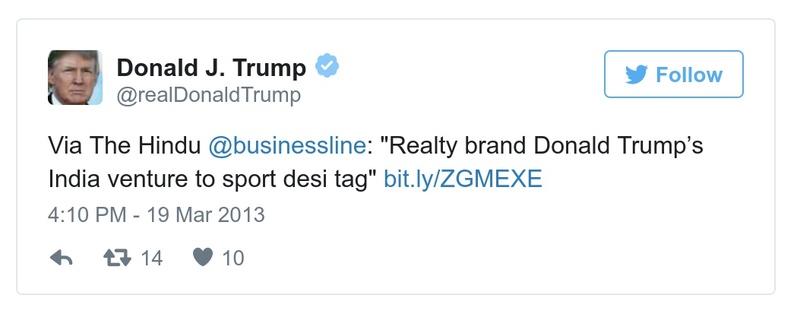 Donald J. Trump
@realDonaldTrump
Follow
Via The Hindu @businessline: "Realty brand Donald Trump’s
India venture to sport desi tag" bit.ly/ZGMEXE
4:10 PM - 19 Mar 2013
14 10